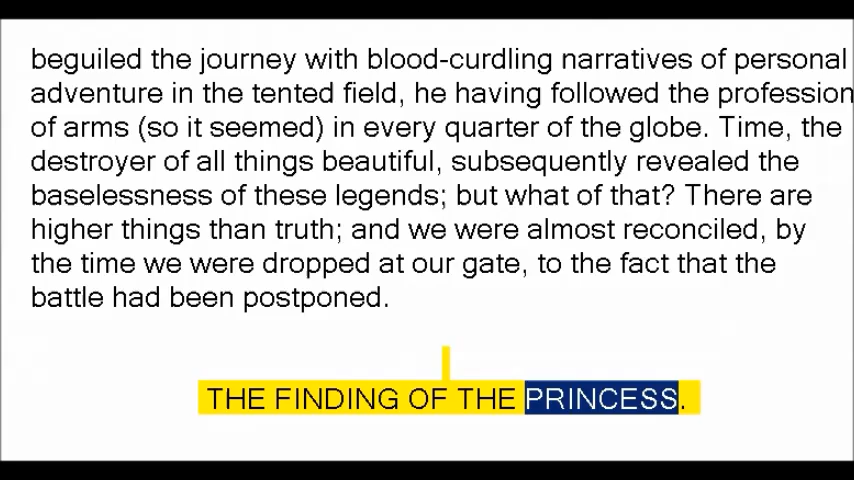 beguiled the journey with blood-curdling narratives of personal
adventure in the tented field, he having followed the profession
of arms (so it seemed) in every quarter of the globe. Time, the
destroyer of all things beautiful, subsequently revealed the
baselessness of these legends; but what of that? There are
higher things than truth; and we were almost reconciled, by
the time we were dropped at our gate, to the fact that the
battle had been postponed.
THE FINDING OF THE PRINCESS.